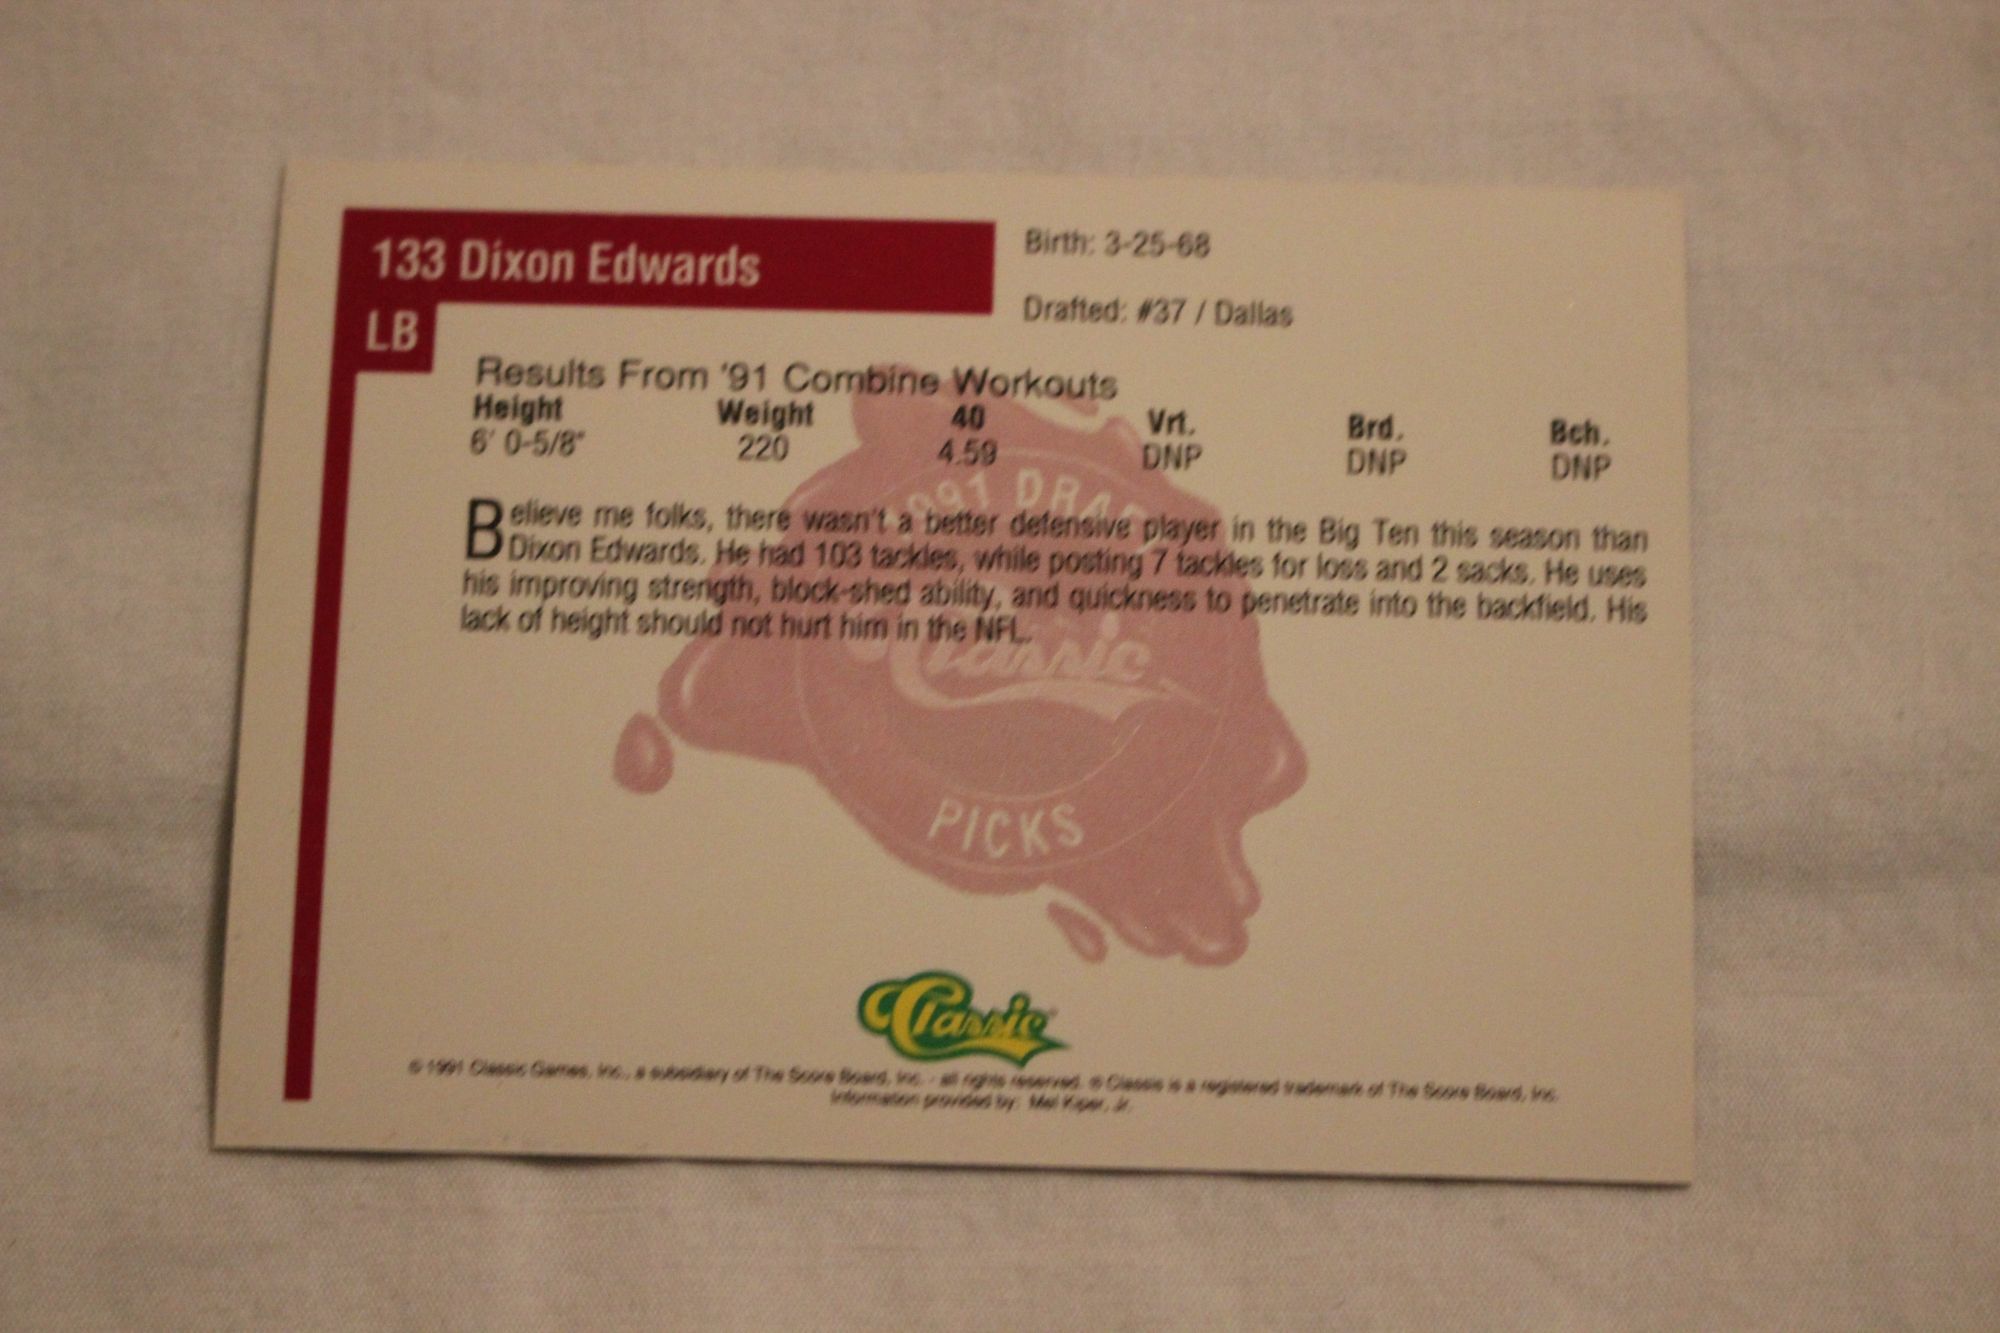 133 Dixon Edwards
LB
Birth: 3-25-68
Drafted: #37 / Dallas
Results From '91 Combine Workouts
Height Weight 40 Vrt. Brd. Bch.
6' 0-5/8" 220 4.59 DNP DNP DNP
Believe me folks, there wasn't a better defensive player in the Big Ten this season than
Dixon Edwards. He had 103 tackles, while posting 7 tackles for loss and 2 sacks. He uses
his improving strength, block-shed ability, and quickness to penetrate into the backfield. His
lack of height should not hurt him in the NFL.
1991 DRAFT
Classic
PICKS
Classic
© 1991 Classic Games, Inc., a subsidiary of The Score Board, Inc. - all rights reserved. ® Classic is a registered trademark of The Score Board, Inc.
Information provided by: Mel Kiper, Jr.